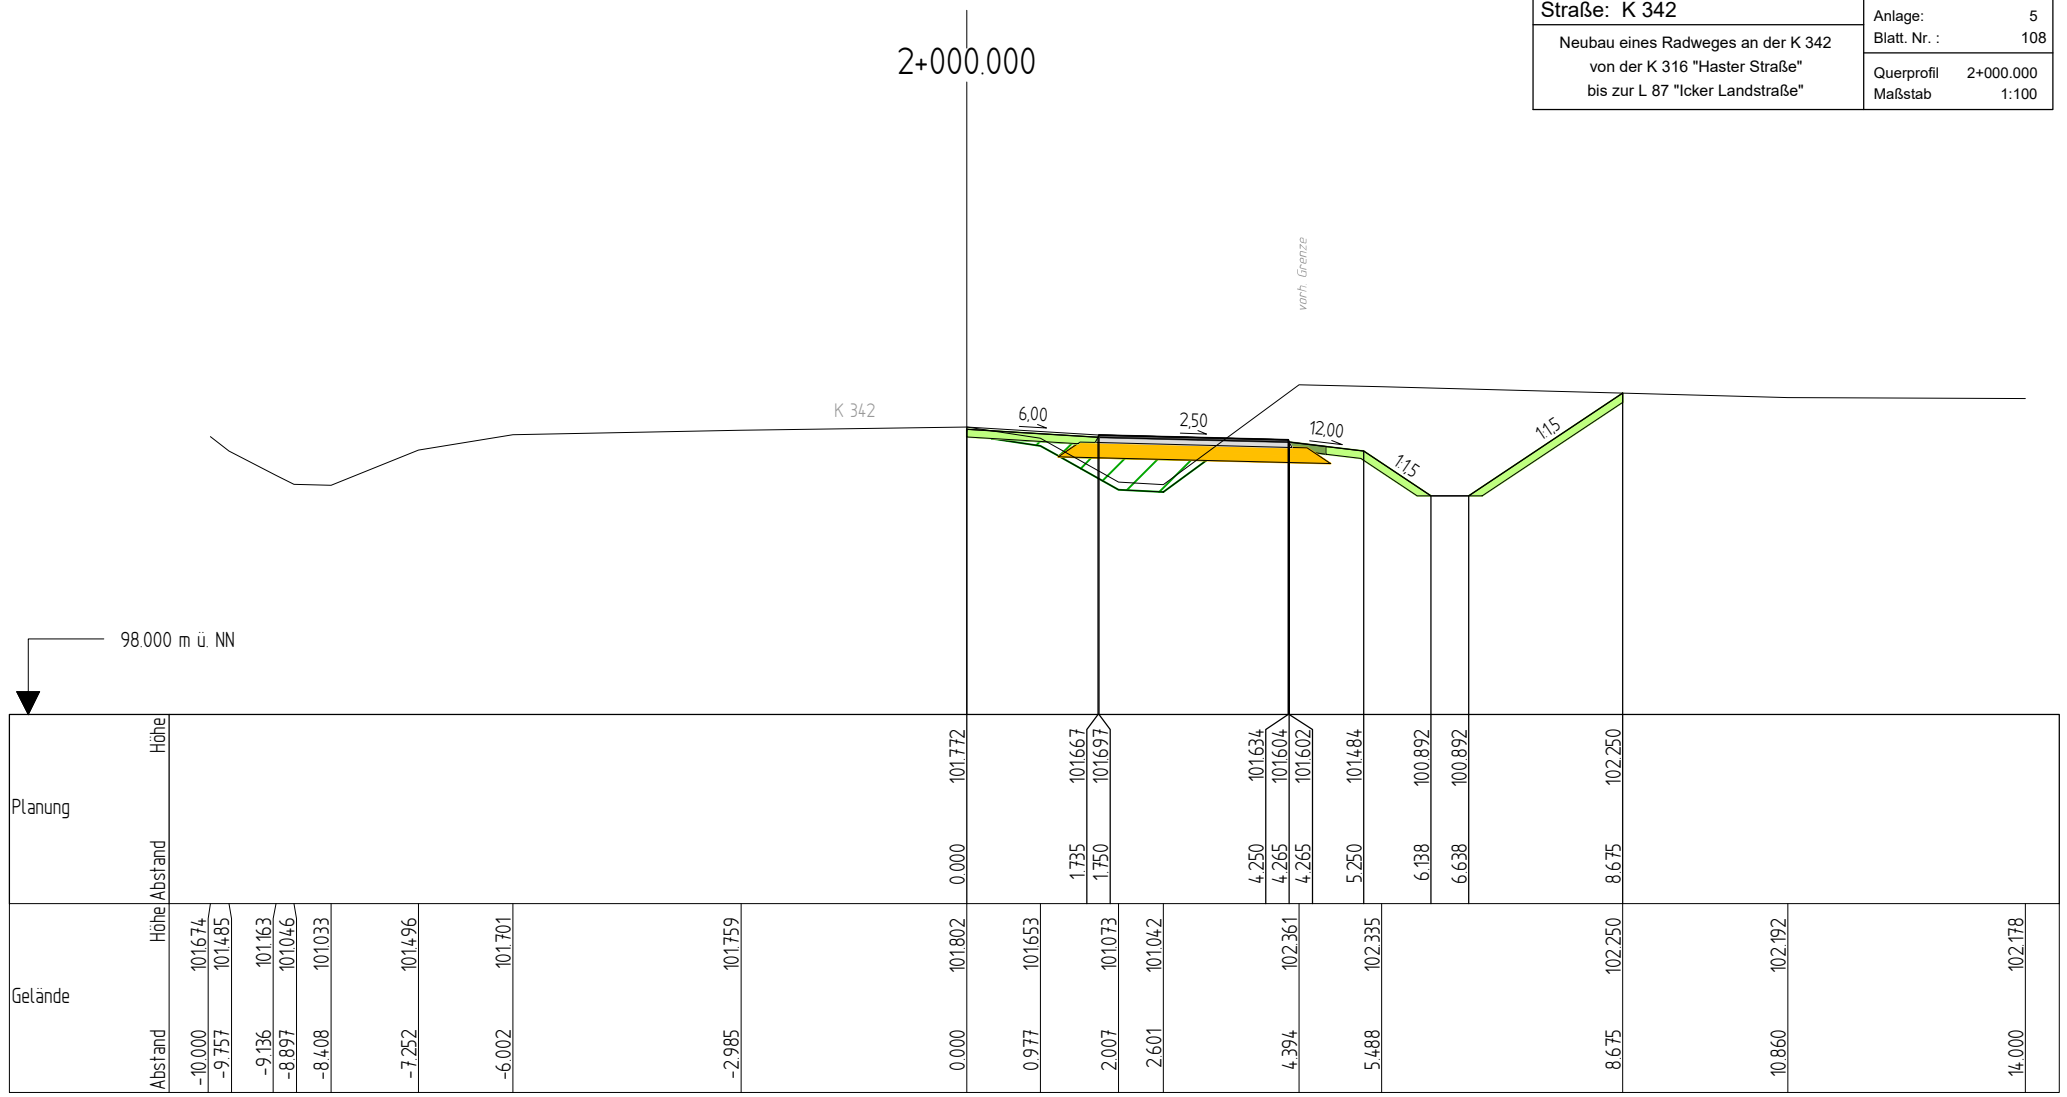 Straße: K 342
Anlage: 5
Blatt. Nr. : 108
Neubau eines Radweges an der K 342
von der K 316 "Haster Straße"
bis zur L 87 "Icker Landstraße"
Querprofil 2+000.000
Maßstab 1:100
2+000.000
vorh. Grenze
K 342
6,00
2,50
12,00
1:1,5
1:1,5
98.000 m ü. NN
Planung
Höhe
101.772 101.667 101.697 101.634 101.604 101.602 101.484 100.892 100.892 102.250
Abstand
0.000 1.735 1.750 4.250 4.265 4.265 5.250 6.138 6.638 8.675
Gelände
Höhe
101.674 101.485 101.163 101.046 101.033 101.496 101.701 101.759 101.802 101.653 101.073 101.042 102.361 102.335 102.250 102.192 102.178
Abstand
-10.000 -9.757 -9.136 -8.897 -8.408 -7.252 -6.002 -2.985 0.000 0.977 2.007 2.601 4.394 5.488 8.675 10.860 14.000